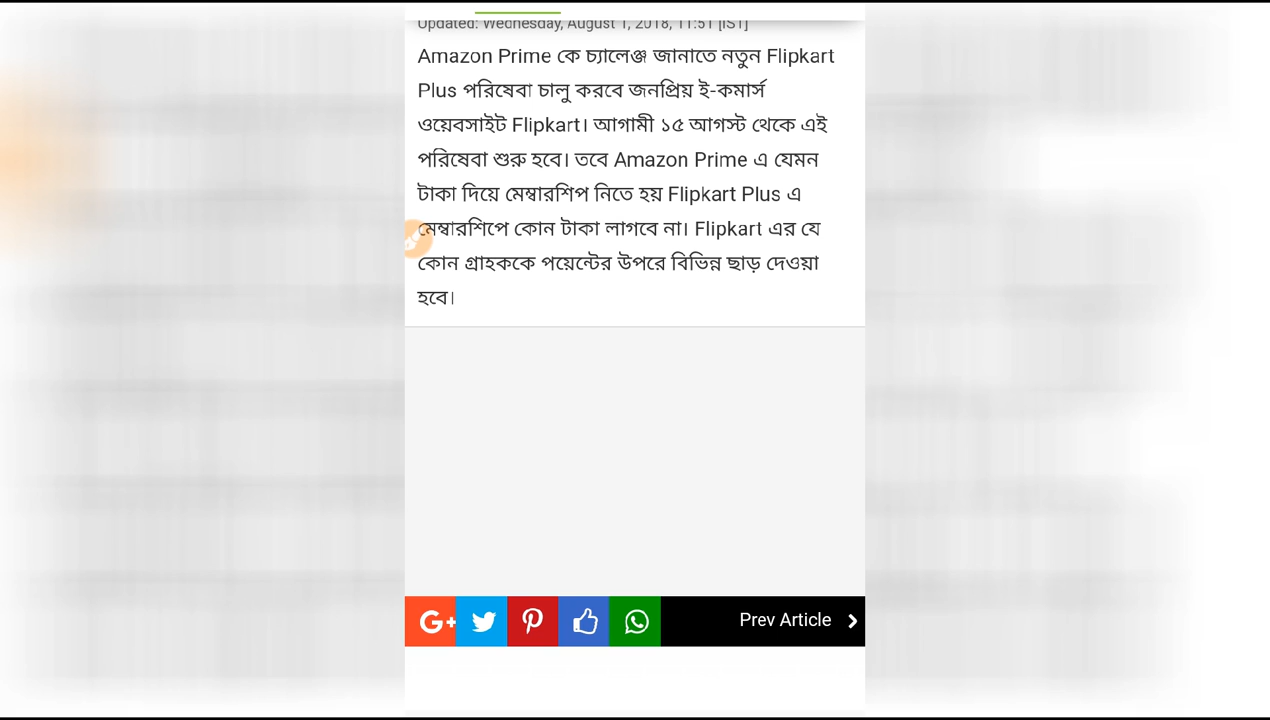 Updated: Wednesday, August 1, 2018, 11:51 [IST]
Amazon Prime কে চ্যালেঞ্জ জানাতে নতুন Flipkart
Plus পরিষেবা চালু করবে জনপ্রিয় ই-কমার্স
ওয়েবসাইট Flipkart। আগামী ১৫ আগস্ট থেকে এই
পরিষেবা শুরু হবে। তবে Amazon Prime এ যেমন
টাকা দিয়ে মেম্বারশিপ নিতে হয় Flipkart Plus এ
মেম্বারশিপে কোন টাকা লাগবে না। Flipkart এর যে
কোন গ্রাহককে পয়েন্টের উপরে বিভিন্ন ছাড় দেওয়া
হবে।
G+
Prev Article